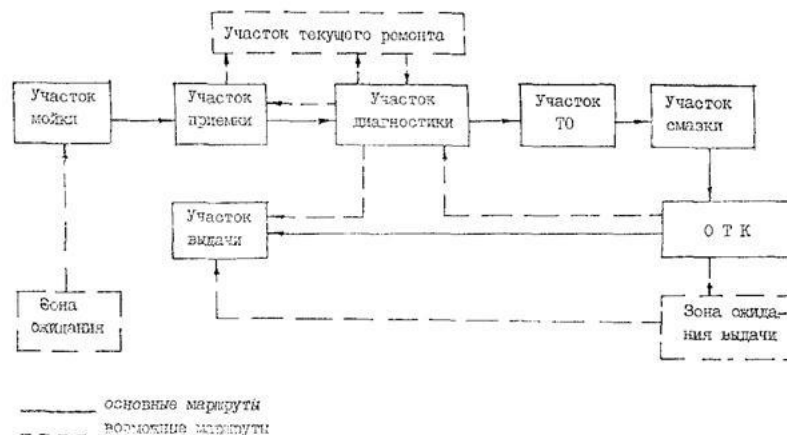 Участок текущего ремонта
Участок
мойки
Участок
приемки
Участок
диагностики
Участок
ТО
Участок
смазки
Участок
выдачи
О Т К
Зона
ожидания
Зона ожида-
ния выдачи
основные маршруты
возможные маршруты